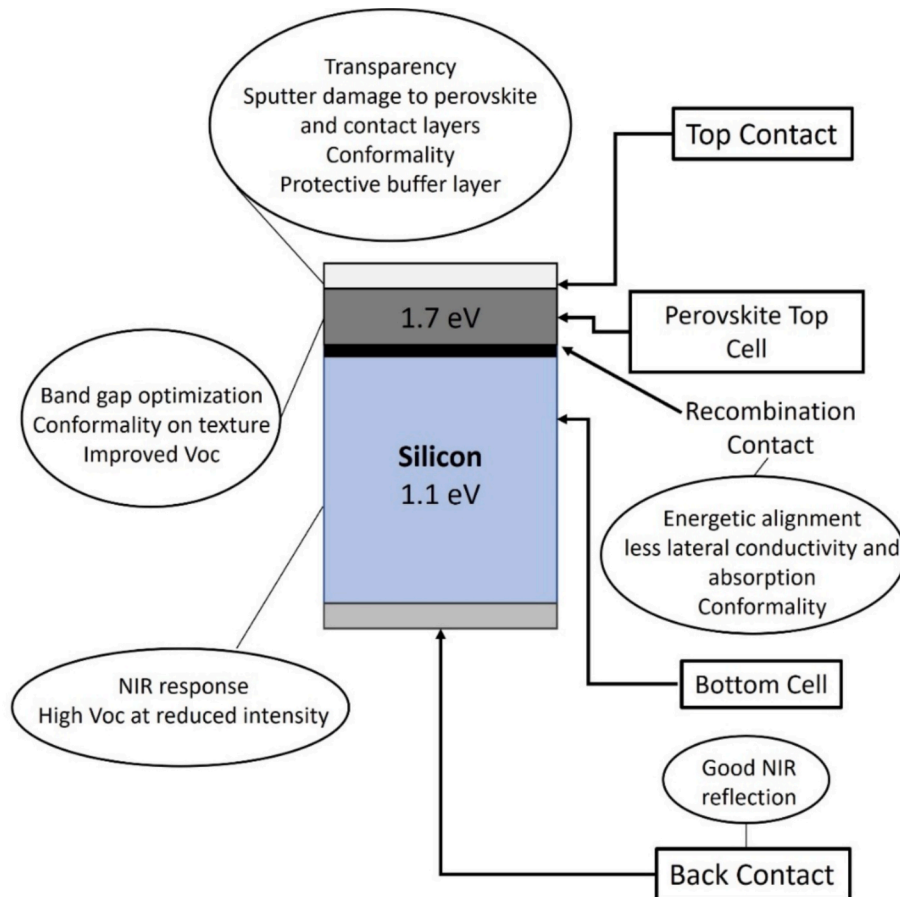 Transparency
Sputter damage to perovskite
and contact layers
Conformality
Protective buffer layer
Top Contact
1.7 eV
Perovskite Top
Cell
Band gap optimization
Conformality on texture
Improved Voc
Recombination
Contact
Silicon
1.1 eV
Energetic alignment
less lateral conductivity and
absorption
Conformality
NIR response
High Voc at reduced intensity
Bottom Cell
Good NIR
reflection
Back Contact